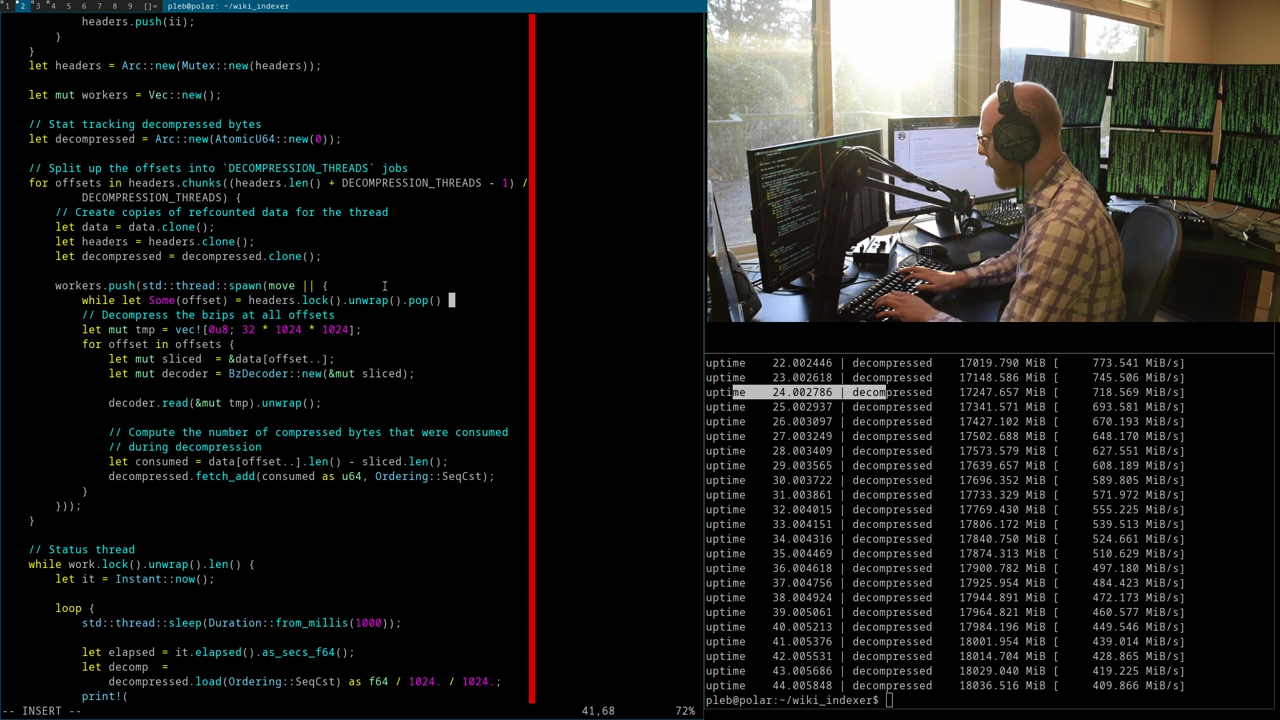 1 2 3 4 5 6 7 8 9 []= pleb@polar: ~/wiki_indexer
headers.push(ii);
}
}
let headers = Arc::new(Mutex::new(headers));
let mut workers = Vec::new();
// Stat tracking decompressed bytes
let decompressed = Arc::new(AtomicU64::new(0));
// Split up the offsets into `DECOMPRESSION_THREADS` jobs
for offsets in headers.chunks((headers.len() + DECOMPRESSION_THREADS - 1) /
DECOMPRESSION_THREADS) {
// Create copies of refcounted data for the thread
let data = data.clone();
let headers = headers.clone();
let decompressed = decompressed.clone();
workers.push(std::thread::spawn(move || {
while let Some(offset) = headers.lock().unwrap().pop()
// Decompress the bzips at all offsets
let mut tmp = vec![0u8; 32 * 1024 * 1024];
for offset in offsets {
let mut sliced  = &data[offset..];
let mut decoder = BzDecoder::new(&mut sliced);
decoder.read(&mut tmp).unwrap();
// Compute the number of compressed bytes that were consumed
// during decompression
let consumed = data[offset..].len() - sliced.len();
decompressed.fetch_add(consumed as u64, Ordering::SeqCst);
}
}));
}
// Status thread
while work.lock().unwrap().len() {
let it = Instant::now();
loop {
std::thread::sleep(Duration::from_millis(1000));
let elapsed = it.elapsed().as_secs_f64();
let decomp  =
decompressed.load(Ordering::SeqCst) as f64 / 1024. / 1024.;
print!(
-- INSERT -- 41,68 72%
uptime 22.002446 | decompressed 17019.790 MiB [ 773.541 MiB/s]
uptime 23.002618 | decompressed 17148.586 MiB [ 745.506 MiB/s]
uptime 24.002786 | decompressed 17247.657 MiB [ 718.569 MiB/s]
uptime 25.002937 | decompressed 17341.571 MiB [ 693.581 MiB/s]
uptime 26.003097 | decompressed 17427.102 MiB [ 670.193 MiB/s]
uptime 27.003249 | decompressed 17502.688 MiB [ 648.170 MiB/s]
uptime 28.003409 | decompressed 17573.579 MiB [ 627.551 MiB/s]
uptime 29.003565 | decompressed 17639.657 MiB [ 608.189 MiB/s]
uptime 30.003722 | decompressed 17696.352 MiB [ 589.805 MiB/s]
uptime 31.003861 | decompressed 17733.329 MiB [ 571.972 MiB/s]
uptime 32.004015 | decompressed 17769.430 MiB [ 555.225 MiB/s]
uptime 33.004151 | decompressed 17806.172 MiB [ 539.513 MiB/s]
uptime 34.004316 | decompressed 17840.750 MiB [ 524.661 MiB/s]
uptime 35.004469 | decompressed 17874.313 MiB [ 510.629 MiB/s]
uptime 36.004618 | decompressed 17900.782 MiB [ 497.180 MiB/s]
uptime 37.004756 | decompressed 17925.954 MiB [ 484.423 MiB/s]
uptime 38.004924 | decompressed 17944.891 MiB [ 472.173 MiB/s]
uptime 39.005061 | decompressed 17964.821 MiB [ 460.577 MiB/s]
uptime 40.005213 | decompressed 17984.196 MiB [ 449.546 MiB/s]
uptime 41.005376 | decompressed 18001.954 MiB [ 439.014 MiB/s]
uptime 42.005531 | decompressed 18014.704 MiB [ 428.865 MiB/s]
uptime 43.005686 | decompressed 18029.040 MiB [ 419.225 MiB/s]
uptime 44.005848 | decompressed 18036.516 MiB [ 409.866 MiB/s]
pleb@polar:~/wiki_indexer$